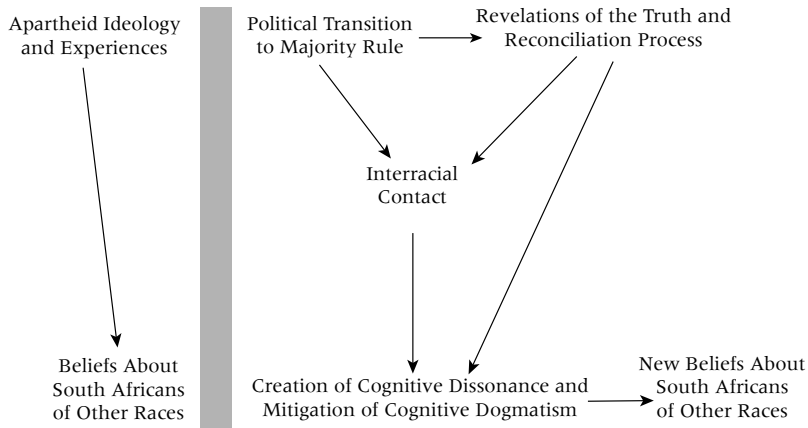 Apartheid Ideology
and Experiences
Political Transition
to Majority Rule
Revelations of the Truth and
Reconciliation Process
Interracial
Contact
Beliefs About
South Africans
of Other Races
Creation of Cognitive Dissonance and
Mitigation of Cognitive Dogmatism
New Beliefs About
South Africans
of Other Races